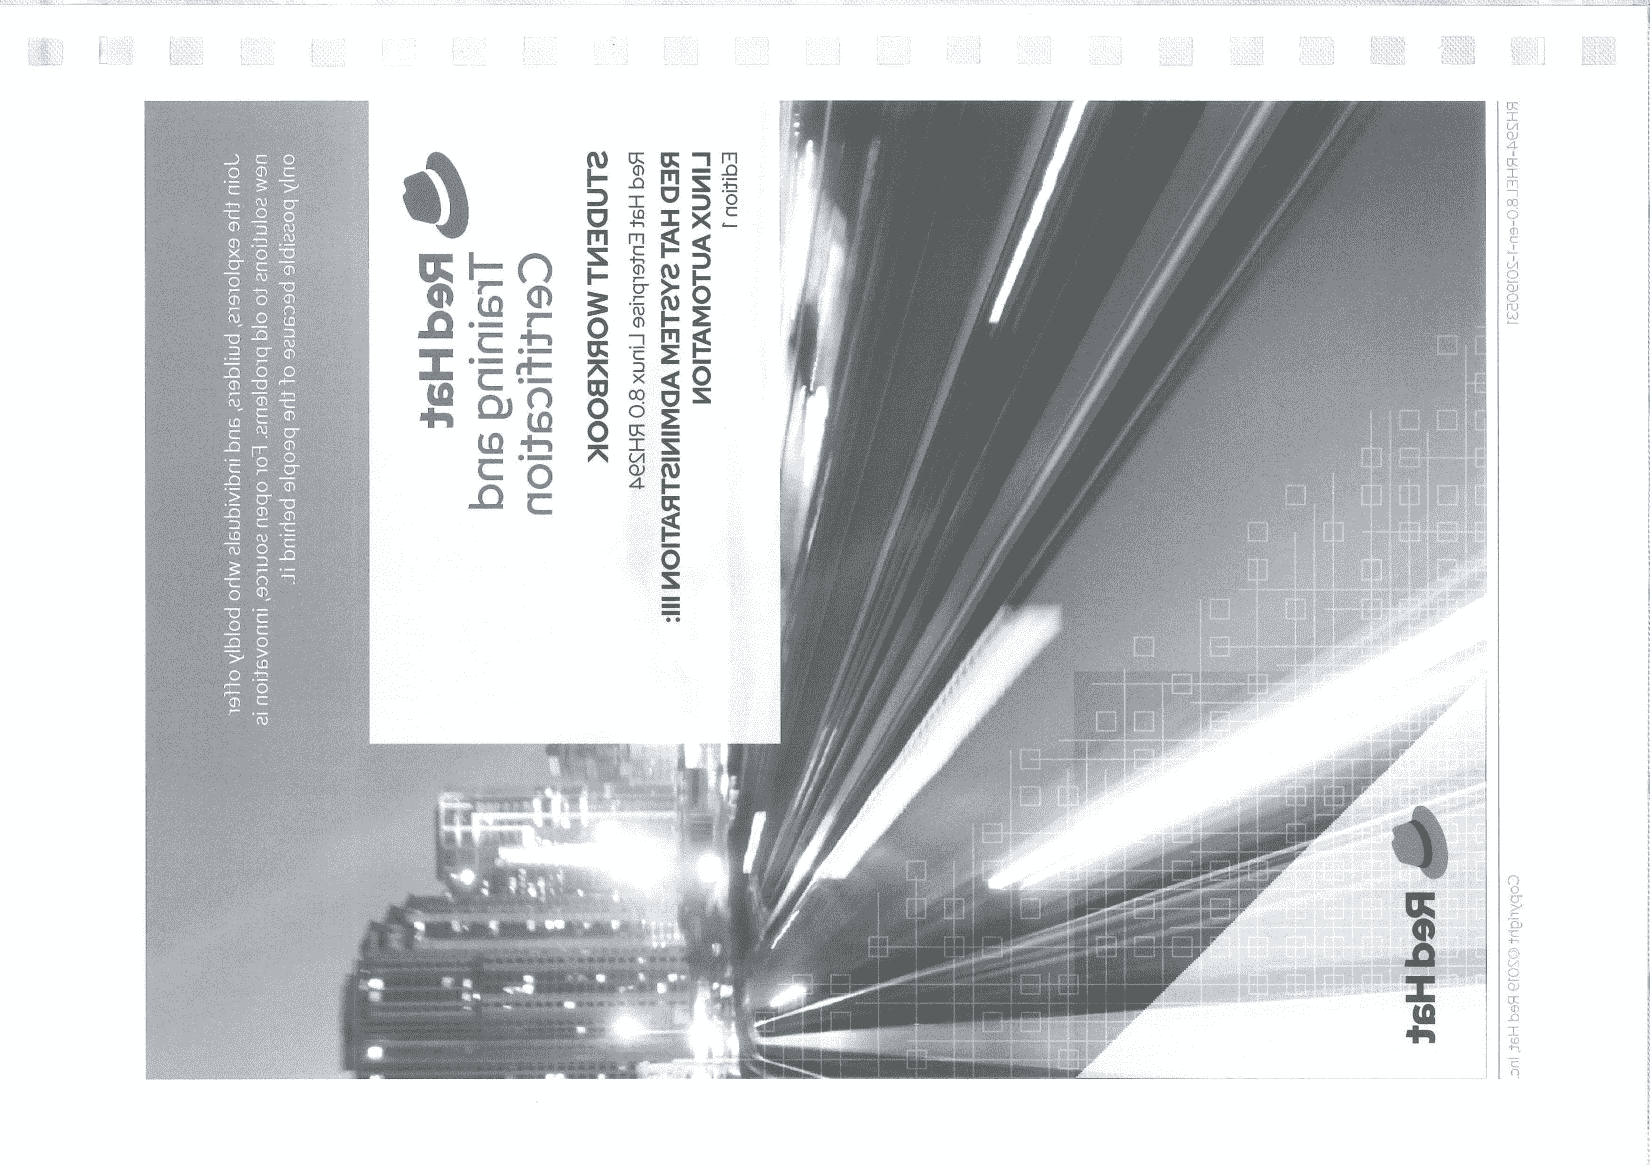 Join the explorers, builders, and individuals who boldly offer
new solutions to old problems. For open source, innovation is
only possible because of the people behind it.
Red Hat
Training and
Certification
STUDENT WORKBOOK
Red Hat Enterprise Linux 8.0 RH294
RED HAT SYSTEM ADMINISTRATION III:
LINUX AUTOMATION
Edition 1
Red Hat
RH294-RHEL8.0-en-1-20190531
Copyright ©2019 Red Hat, Inc.